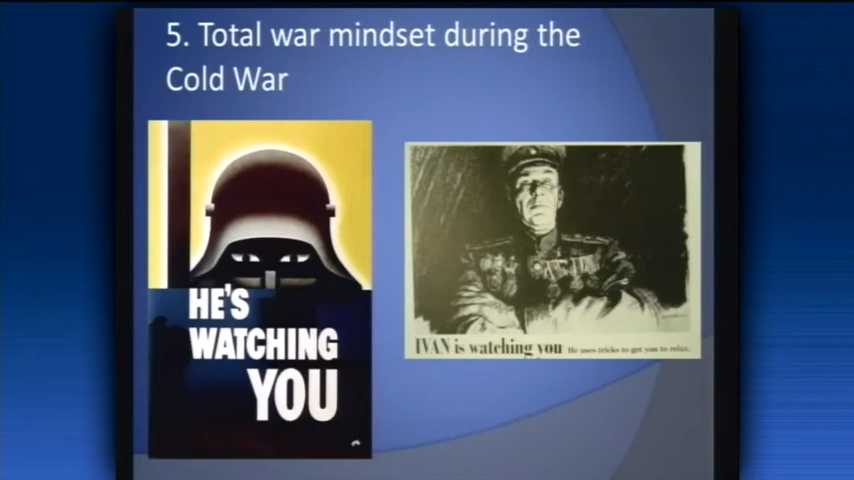 5. Total war mindset during the
Cold War
HE'S
WATCHING
YOU
IVAN is watching you He uses tricks to get you to relax.